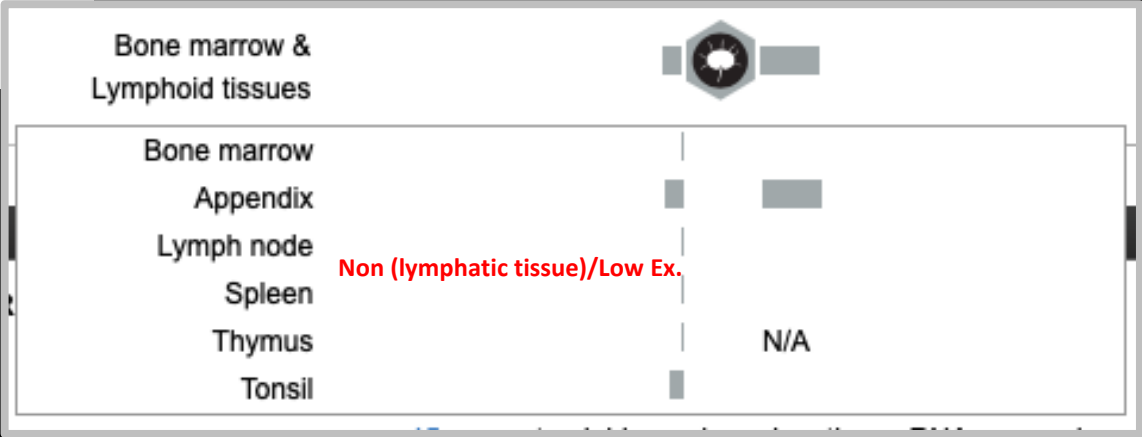 Bone marrow &
Lymphoid tissues
Bone marrow
Appendix
Lymph node
Non (lymphatic tissue)/Low Ex.
Spleen
Thymus N/A
Tonsil